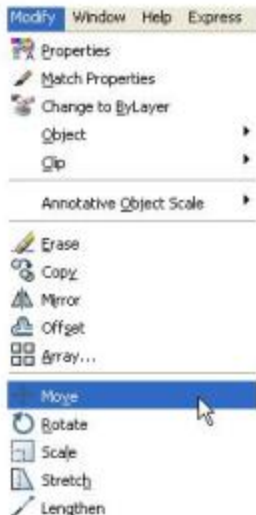 Modify Window Help Express
Properties
Match Properties
Change to ByLayer
Object
Clip
Annotative Object Scale
Erase
Copy
Mirror
Offset
Array...
Move
Rotate
Scale
Stretch
Lengthen